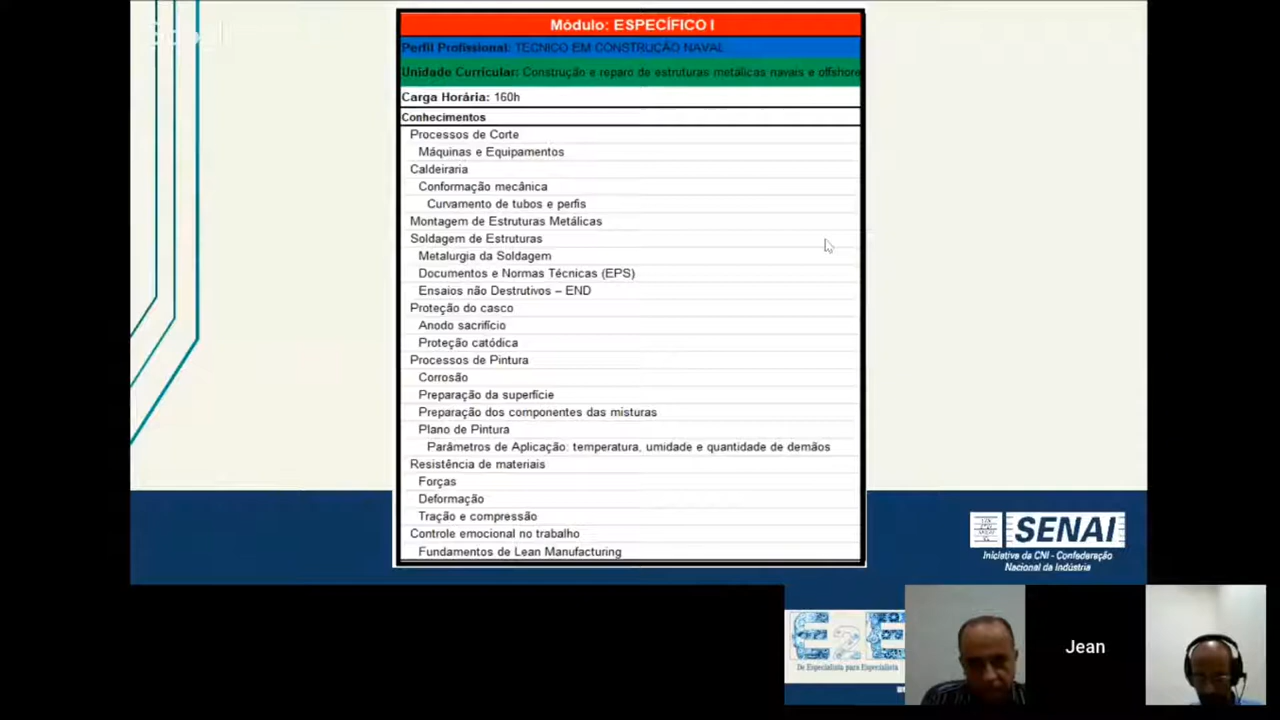 Módulo: ESPECÍFICO I
Perfil Profissional: TECNICO EM CONSTRUÇÃO NAVAL
Unidade Curricular: Construção e reparo de estruturas metálicas navais e offshore
Carga Horária: 160h
Conhecimentos
Processos de Corte
Máquinas e Equipamentos
Caldeiraria
Conformação mecânica
Curvamento de tubos e perfis
Montagem de Estruturas Metálicas
Soldagem de Estruturas
Metalurgia da Soldagem
Documentos e Normas Técnicas (EPS)
Ensaios não Destrutivos – END
Proteção do casco
Anodo sacrifício
Proteção catódica
Processos de Pintura
Corrosão
Preparação da superfície
Preparação dos componentes das misturas
Plano de Pintura
Parâmetros de Aplicação: temperatura, umidade e quantidade de demãos
Resistência de materiais
Forças
Deformação
Tração e compressão
Controle emocional no trabalho
Fundamentos de Lean Manufacturing
SENAI
Iniciativa da CNI - Confederação
Nacional da Indústria
E2E
De Especialista para Especialista
Jean